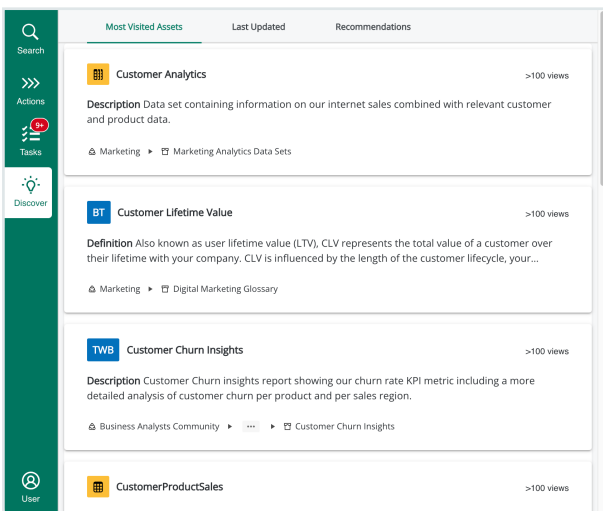 Most Visited Assets
Last Updated
Recommendations
Search
Actions
9+
Tasks
Discover
User
Customer Analytics
>100 views
Description Data set containing information on our internet sales combined with relevant customer
and product data.
Marketing
Marketing Analytics Data Sets
BT
Customer Lifetime Value
>100 views
Definition Also known as user lifetime value (LTV), CLV represents the total value of a customer over
their lifetime with your company. CLV is influenced by the length of the customer lifecycle, your...
Marketing
Digital Marketing Glossary
TWB
Customer Churn Insights
>100 views
Description Customer Churn insights report showing our churn rate KPI metric including a more
detailed analysis of customer churn per product and per sales region.
Business Analysts Community
...
Customer Churn Insights
CustomerProductSales
>100 views